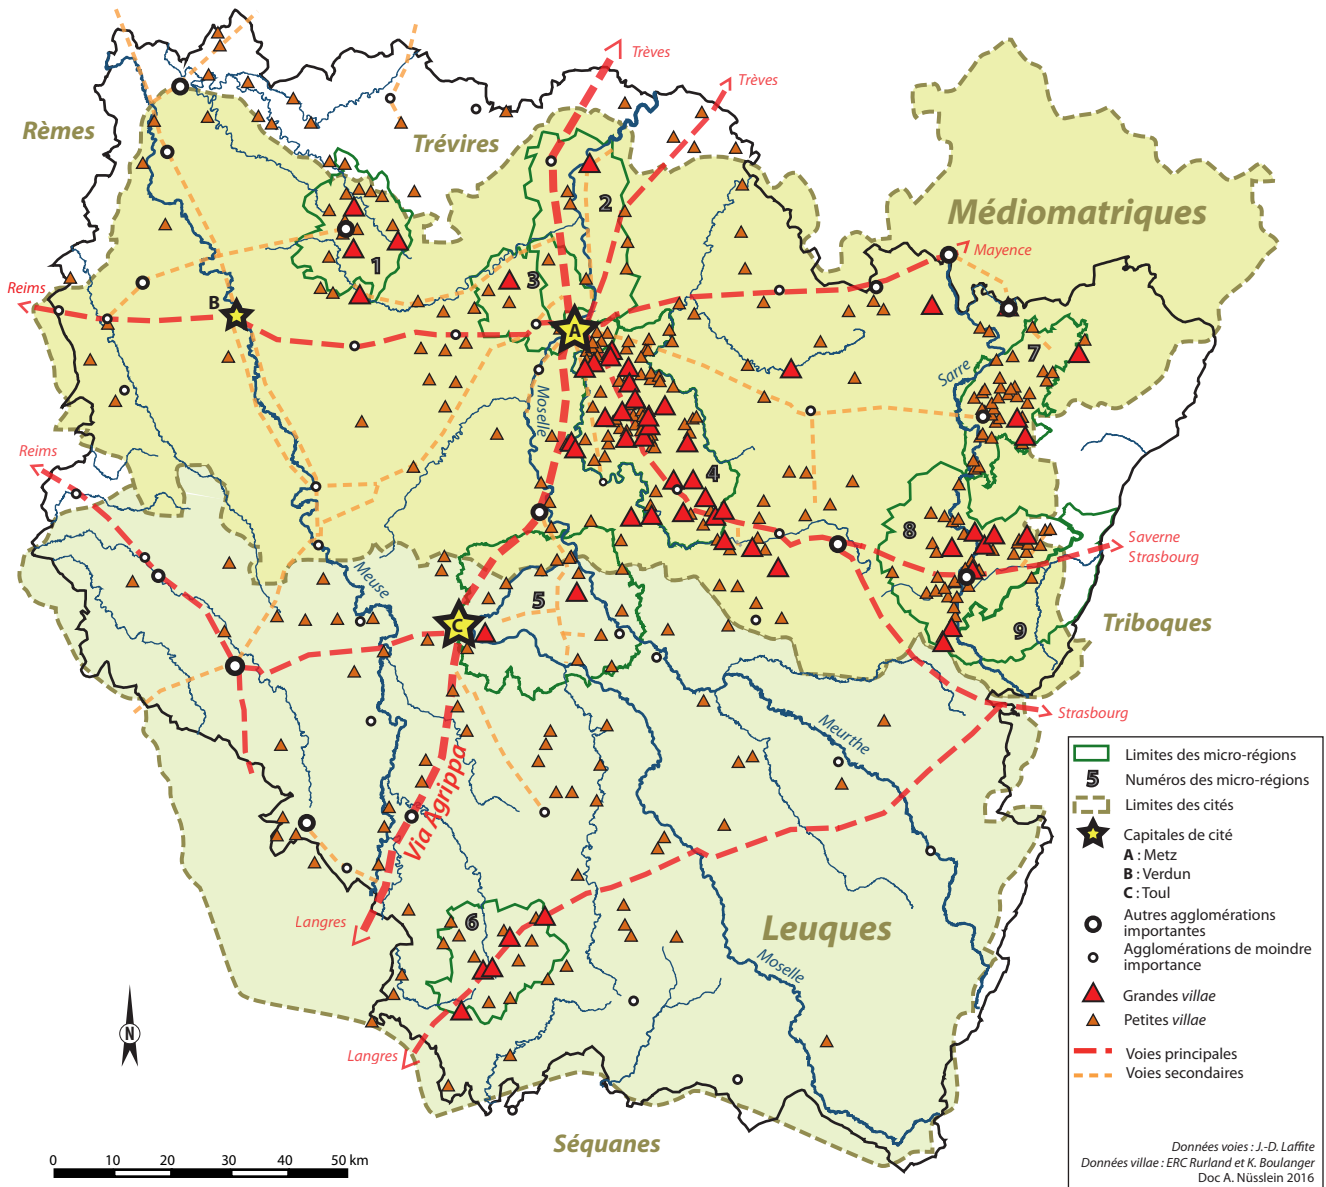 Trèves
Trèves
Rèmes
Trévires
Médiomatriques
Mayence
Reims
B
A
1
2
3
7
Sarre
Moselle
Reims
4
8
Saverne
Strasbourg
Meuse
5
C
9
Triboques
Strasbourg
Meurthe
Via Agrippa
Langres
6
Leuques
Moselle
Langres
Séquanes
N
0 10 20 30 40 50 km
Limites des micro-régions
5 Numéros des micro-régions
Limites des cités
Capitales de cité
A : Metz
B : Verdun
C : Toul
Autres agglomérations
importantes
Agglomérations de moindre
importance
Grandes villae
Petites villae
Voies principales
Voies secondaires
Données voies : J.-D. Laffite
Données villae : ERC Rurland et K. Boulanger
Doc A. Nüsslein 2016